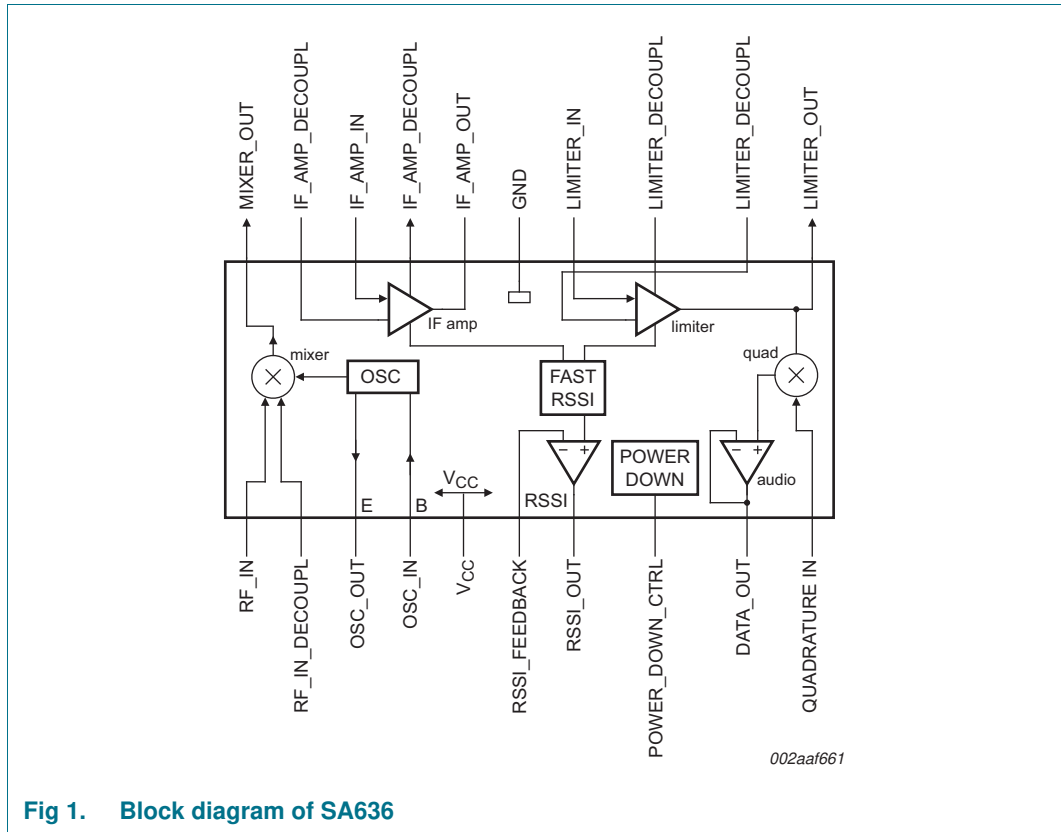 MIXER_OUT
IF_AMP_DECOUPL
IF_AMP_IN
IF_AMP_DECOUPL
IF_AMP_OUT
GND
LIMITER_IN
LIMITER_DECOUPL
LIMITER_DECOUPL
LIMITER_OUT
IF amp
limiter
mixer
OSC
FAST
RSSI
quad
POWER
DOWN
− +
− +
audio
VCC
RSSI
E
B
RF_IN
RF_IN_DECOUPL
OSC_OUT
OSC_IN
VCC
RSSI_FEEDBACK
RSSI_OUT
POWER_DOWN_CTRL
DATA_OUT
QUADRATURE IN
002aaf661
Fig 1. Block diagram of SA636